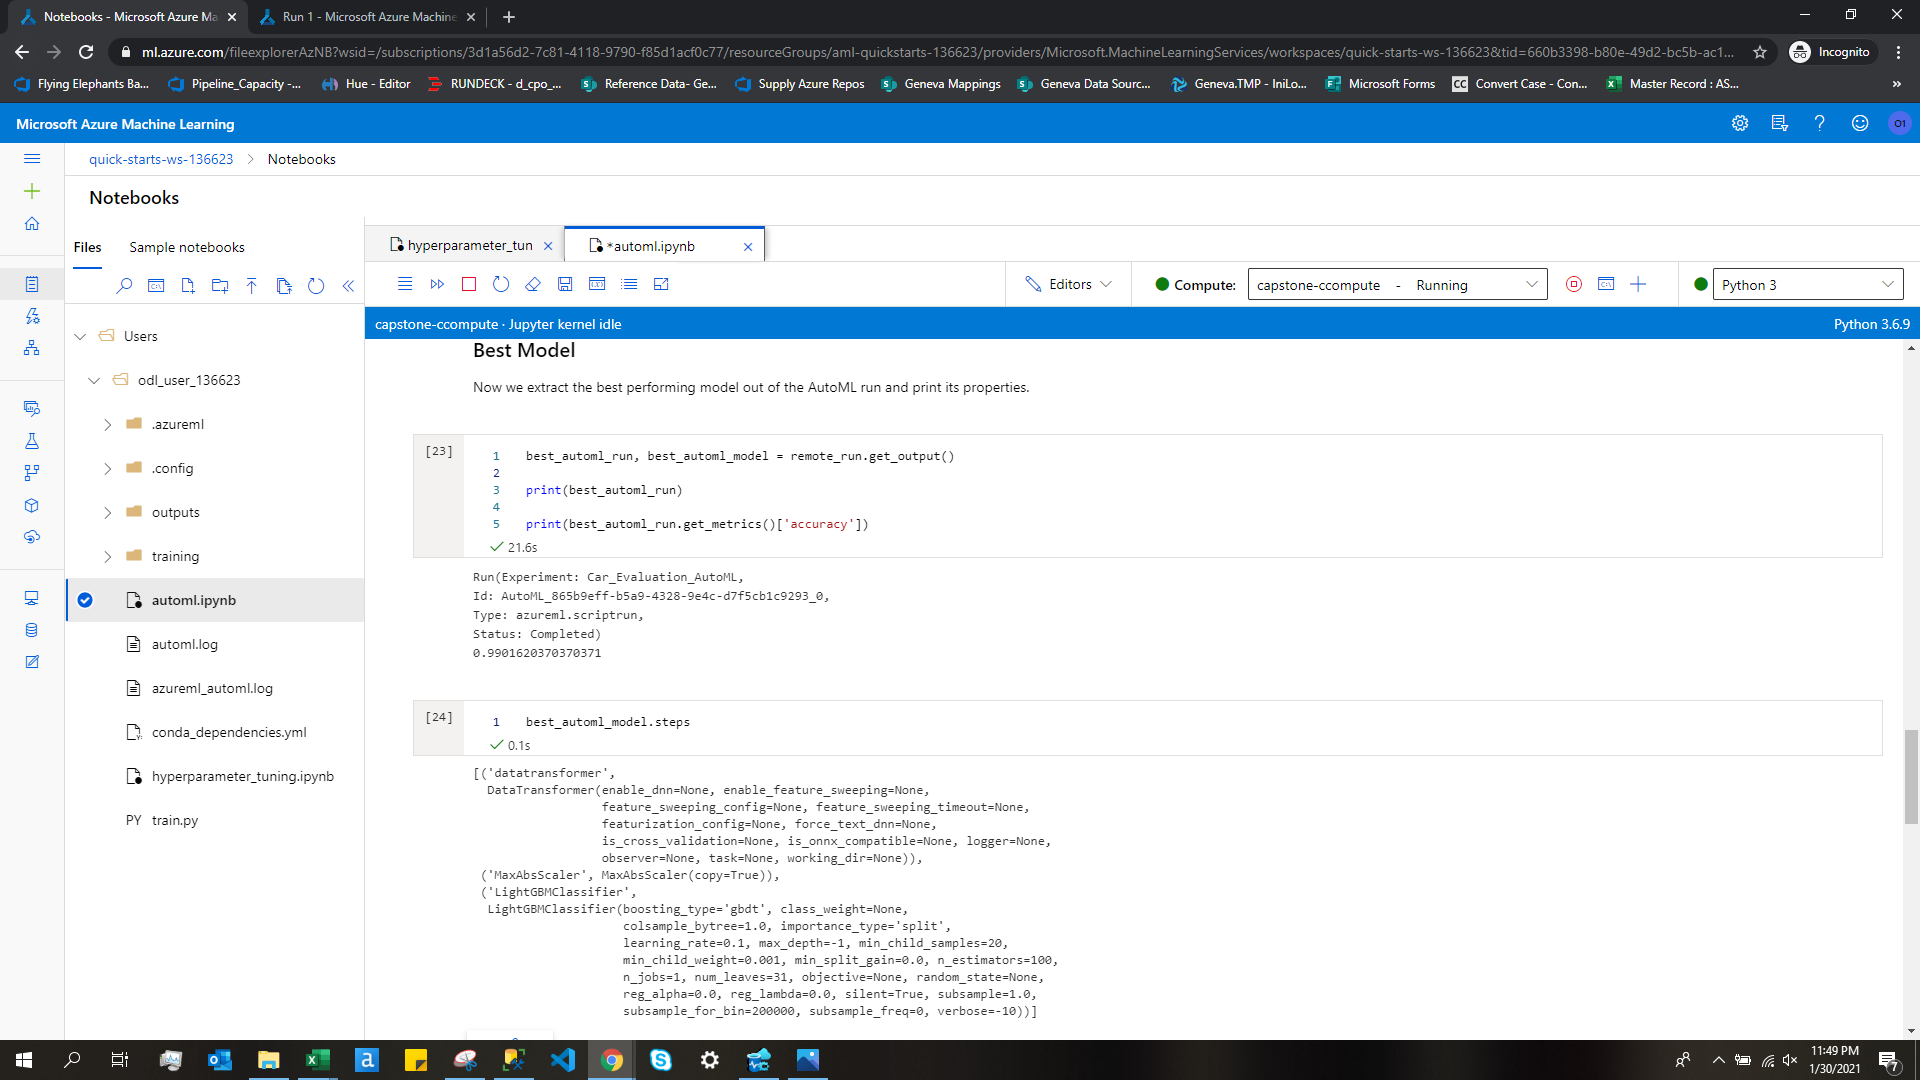 Notebooks - Microsoft Azure Ma
Run 1 - Microsoft Azure Machine
ml.azure.com/fileexplorerAzNB?wsid=/subscriptions/3d1a56d2-7c81-4118-9790-f85d1acf0c77/resourceGroups/aml-quickstarts-136623/providers/Microsoft.MachineLearningServices/workspaces/quick-starts-ws-136623&tid=660b3398-b80e-49d2-bc5b-ac1...
Incognito
Flying Elephants Ba...
Pipeline_Capacity -...
Hue - Editor
RUNDECK - d_cpo_...
Reference Data- Ge...
Supply Azure Repos
Geneva Mappings
Geneva Data Sourc...
Geneva.TMP - IniLo...
Microsoft Forms
CC Convert Case - Con...
Master Record : AS...
»
Microsoft Azure Machine Learning
O1
quick-starts-ws-136623 > Notebooks
Notebooks
Files
Sample notebooks
hyperparameter_tun
*automl.ipynb
Editors
Compute:
capstone-ccompute - Running
Python 3
capstone-ccompute · Jupyter kernel idle
Python 3.6.9
Users
odl_user_136623
.azureml
.config
outputs
training
automl.ipynb
automl.log
azureml_automl.log
conda_dependencies.yml
hyperparameter_tuning.ipynb
PY train.py
Best Model
Now we extract the best performing model out of the AutoML run and print its properties.
[23]
1 best_automl_run, best_automl_model = remote_run.get_output()
2
3 print(best_automl_run)
4
5 print(best_automl_run.get_metrics()['accuracy'])
21.6s
Run(Experiment: Car_Evaluation_AutoML,
Id: AutoML_865b9eff-b5a9-4328-9e4c-d7f5cb1c9293_0,
Type: azureml.scriptrun,
Status: Completed)
0.9901620370370371
[24]
1 best_automl_model.steps
0.1s
[('datatransformer',
DataTransformer(enable_dnn=None, enable_feature_sweeping=None,
feature_sweeping_config=None, feature_sweeping_timeout=None,
featurization_config=None, force_text_dnn=None,
is_cross_validation=None, is_onnx_compatible=None, logger=None,
observer=None, task=None, working_dir=None)),
('MaxAbsScaler', MaxAbsScaler(copy=True)),
('LightGBMClassifier',
LightGBMClassifier(boosting_type='gbdt', class_weight=None,
colsample_bytree=1.0, importance_type='split',
learning_rate=0.1, max_depth=-1, min_child_samples=20,
min_child_weight=0.001, min_split_gain=0.0, n_estimators=100,
n_jobs=1, num_leaves=31, objective=None, random_state=None,
reg_alpha=0.0, reg_lambda=0.0, silent=True, subsample=1.0,
subsample_for_bin=200000, subsample_freq=0, verbose=-10))]
11:49 PM
1/30/2021
7